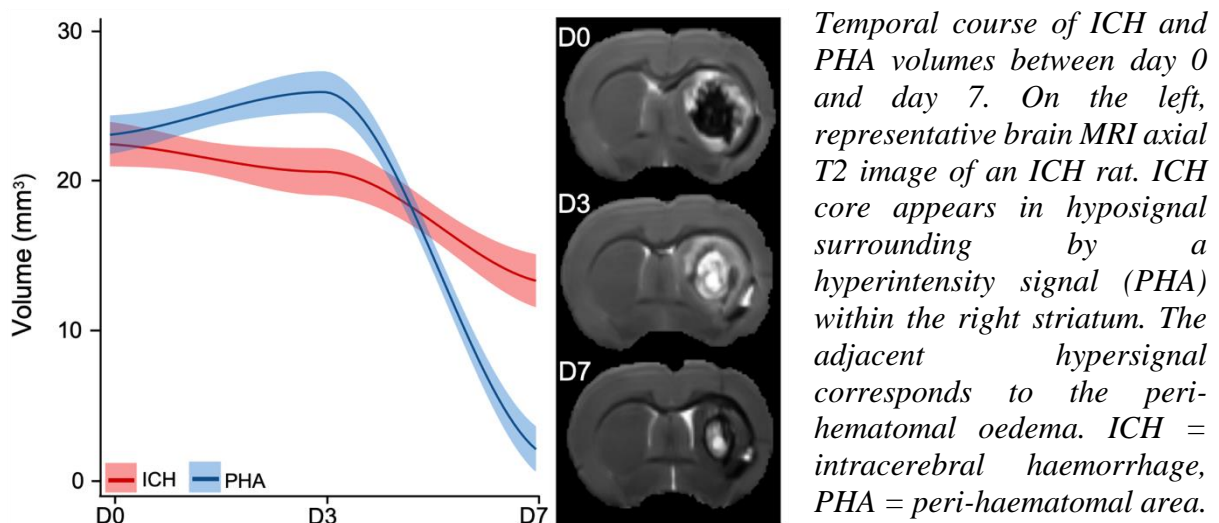 30
20
10
0
Volume (mm³)
D0
D3
D7
ICH
PHA
D0
D3
D7
Temporal course of ICH and
PHA volumes between day 0
and day 7. On the left,
representative brain MRI axial
T2 image of an ICH rat. ICH
core appears in hyposignal
surrounding by a
hyperintensity signal (PHA)
within the right striatum. The
adjacent hypersignal
corresponds to the peri-
hematomal oedema. ICH =
intracerebral haemorrhage,
PHA = peri-haematomal area.